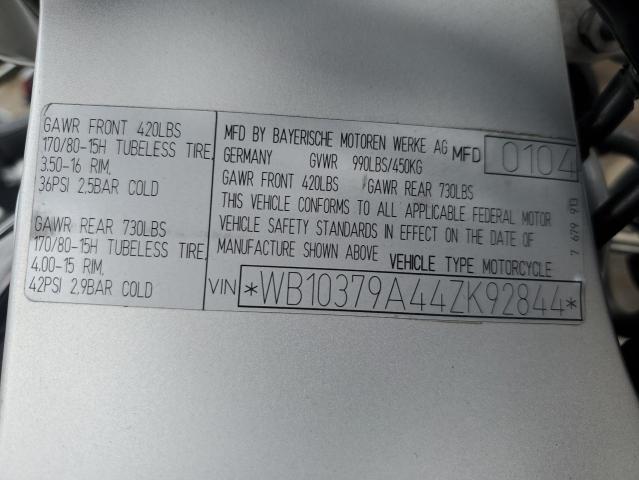 GAWR FRONT 420LBS
170/80-15H TUBELESS TIRE,
3.50-16 RIM,
36PSI 2,5BAR COLD
GAWR REAR 730LBS
170/80-15H TUBELESS TIRE,
4.00-15 RIM,
42PSI 2,9BAR COLD
MFD BY BAYERISCHE MOTOREN WERKE AG MFD 0104
GERMANY GVWR 990LBS/450KG
GAWR FRONT 420LBS /GAWR REAR 730LBS
THIS VEHICLE CONFORMS TO ALL APPLICABLE FEDERAL MOTOR
VEHICLE SAFETY STANDARDS IN EFFECT ON THE DATE OF
MANUFACTURE SHOWN ABOVE VEHICLE TYPE MOTORCYCLE
VIN *WB10379A44ZK92844*
7 679 913